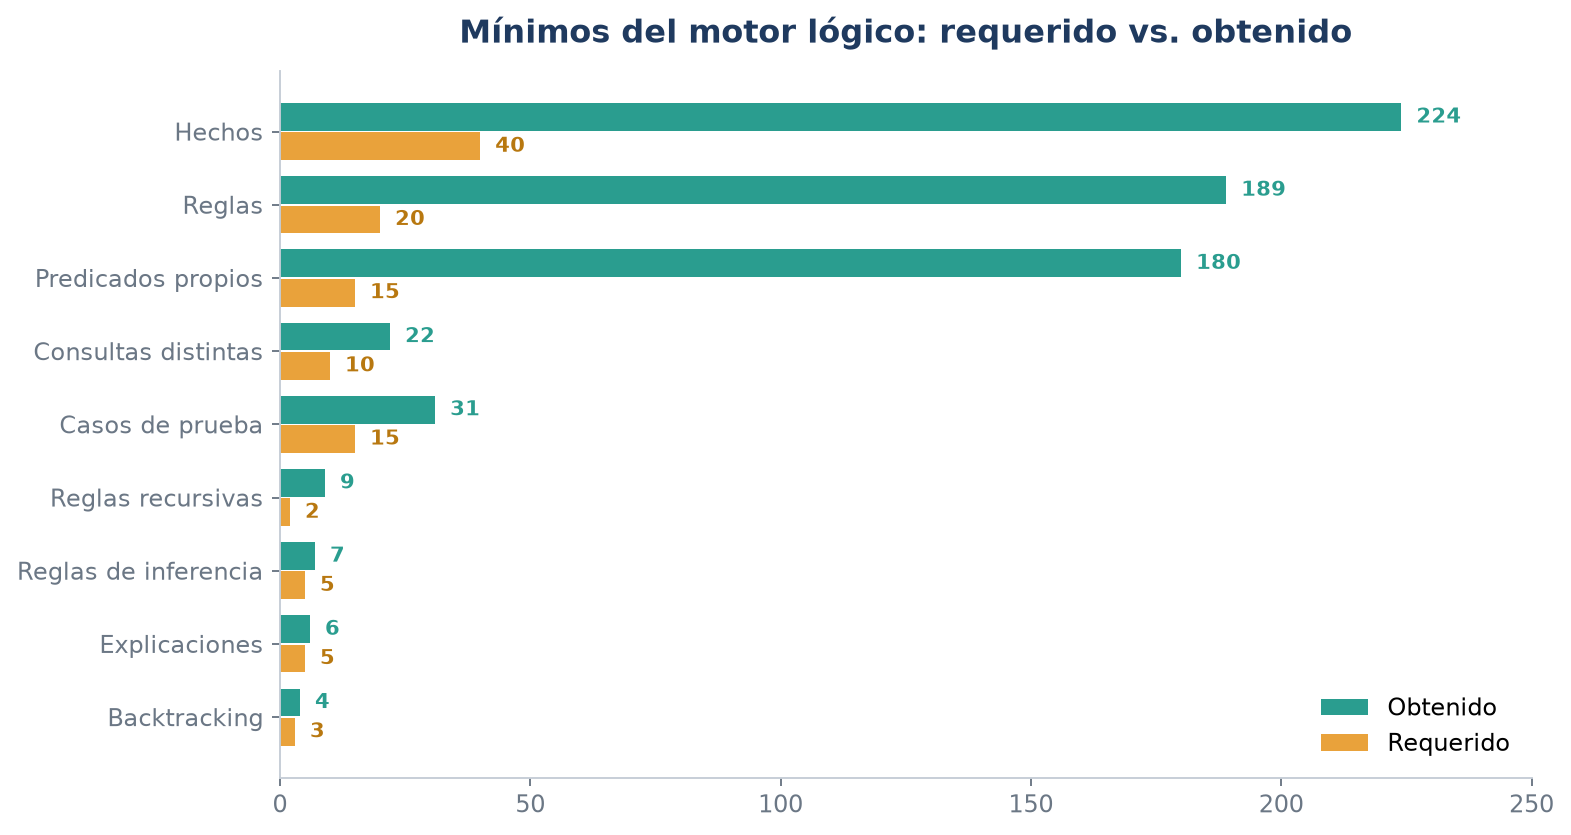 Mínimos del motor lógico: requerido vs. obtenido
Hechos
224
40
Reglas
189
20
Predicados propios
180
15
Consultas distintas
22
10
Casos de prueba
31
15
Reglas recursivas
9
2
Reglas de inferencia
7
5
Explicaciones
6
5
Backtracking
4
3
Obtenido
Requerido
0 50 100 150 200 250